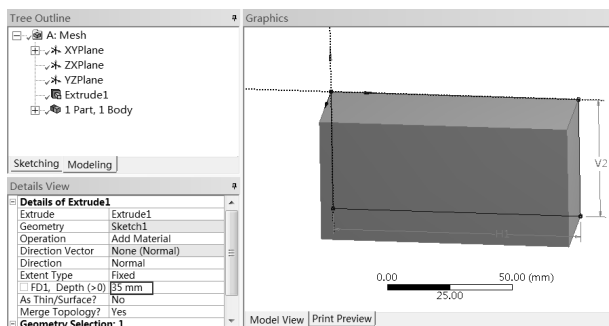 Tree Outline
A: Mesh
XYPlane
ZXPlane
YZPlane
Extrude1
1 Part, 1 Body
Sketching Modeling
Details View
Details of Extrude1
Extrude Extrude1
Geometry Sketch1
Operation Add Material
Direction Vector None (Normal)
Direction Normal
Extent Type Fixed
FD1, Depth (>0) 35 mm
As Thin/Surface? No
Merge Topology? Yes
Geometry Selection: 1
Graphics
V2
H1
0.00 50.00 (mm)
25.00
Model View Print Preview